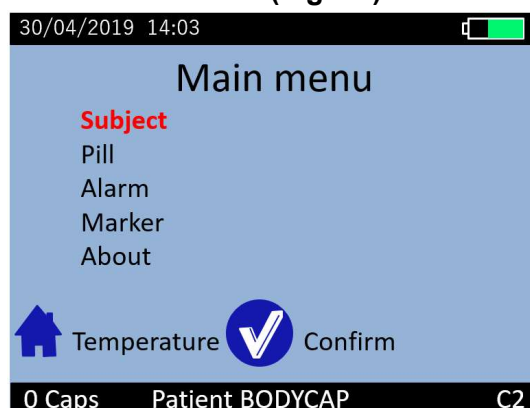 30/04/2019 14:03
Main menu
Subject
Pill
Alarm
Marker
About
Temperature Confirm
0 Caps Patient BODYCAP C2